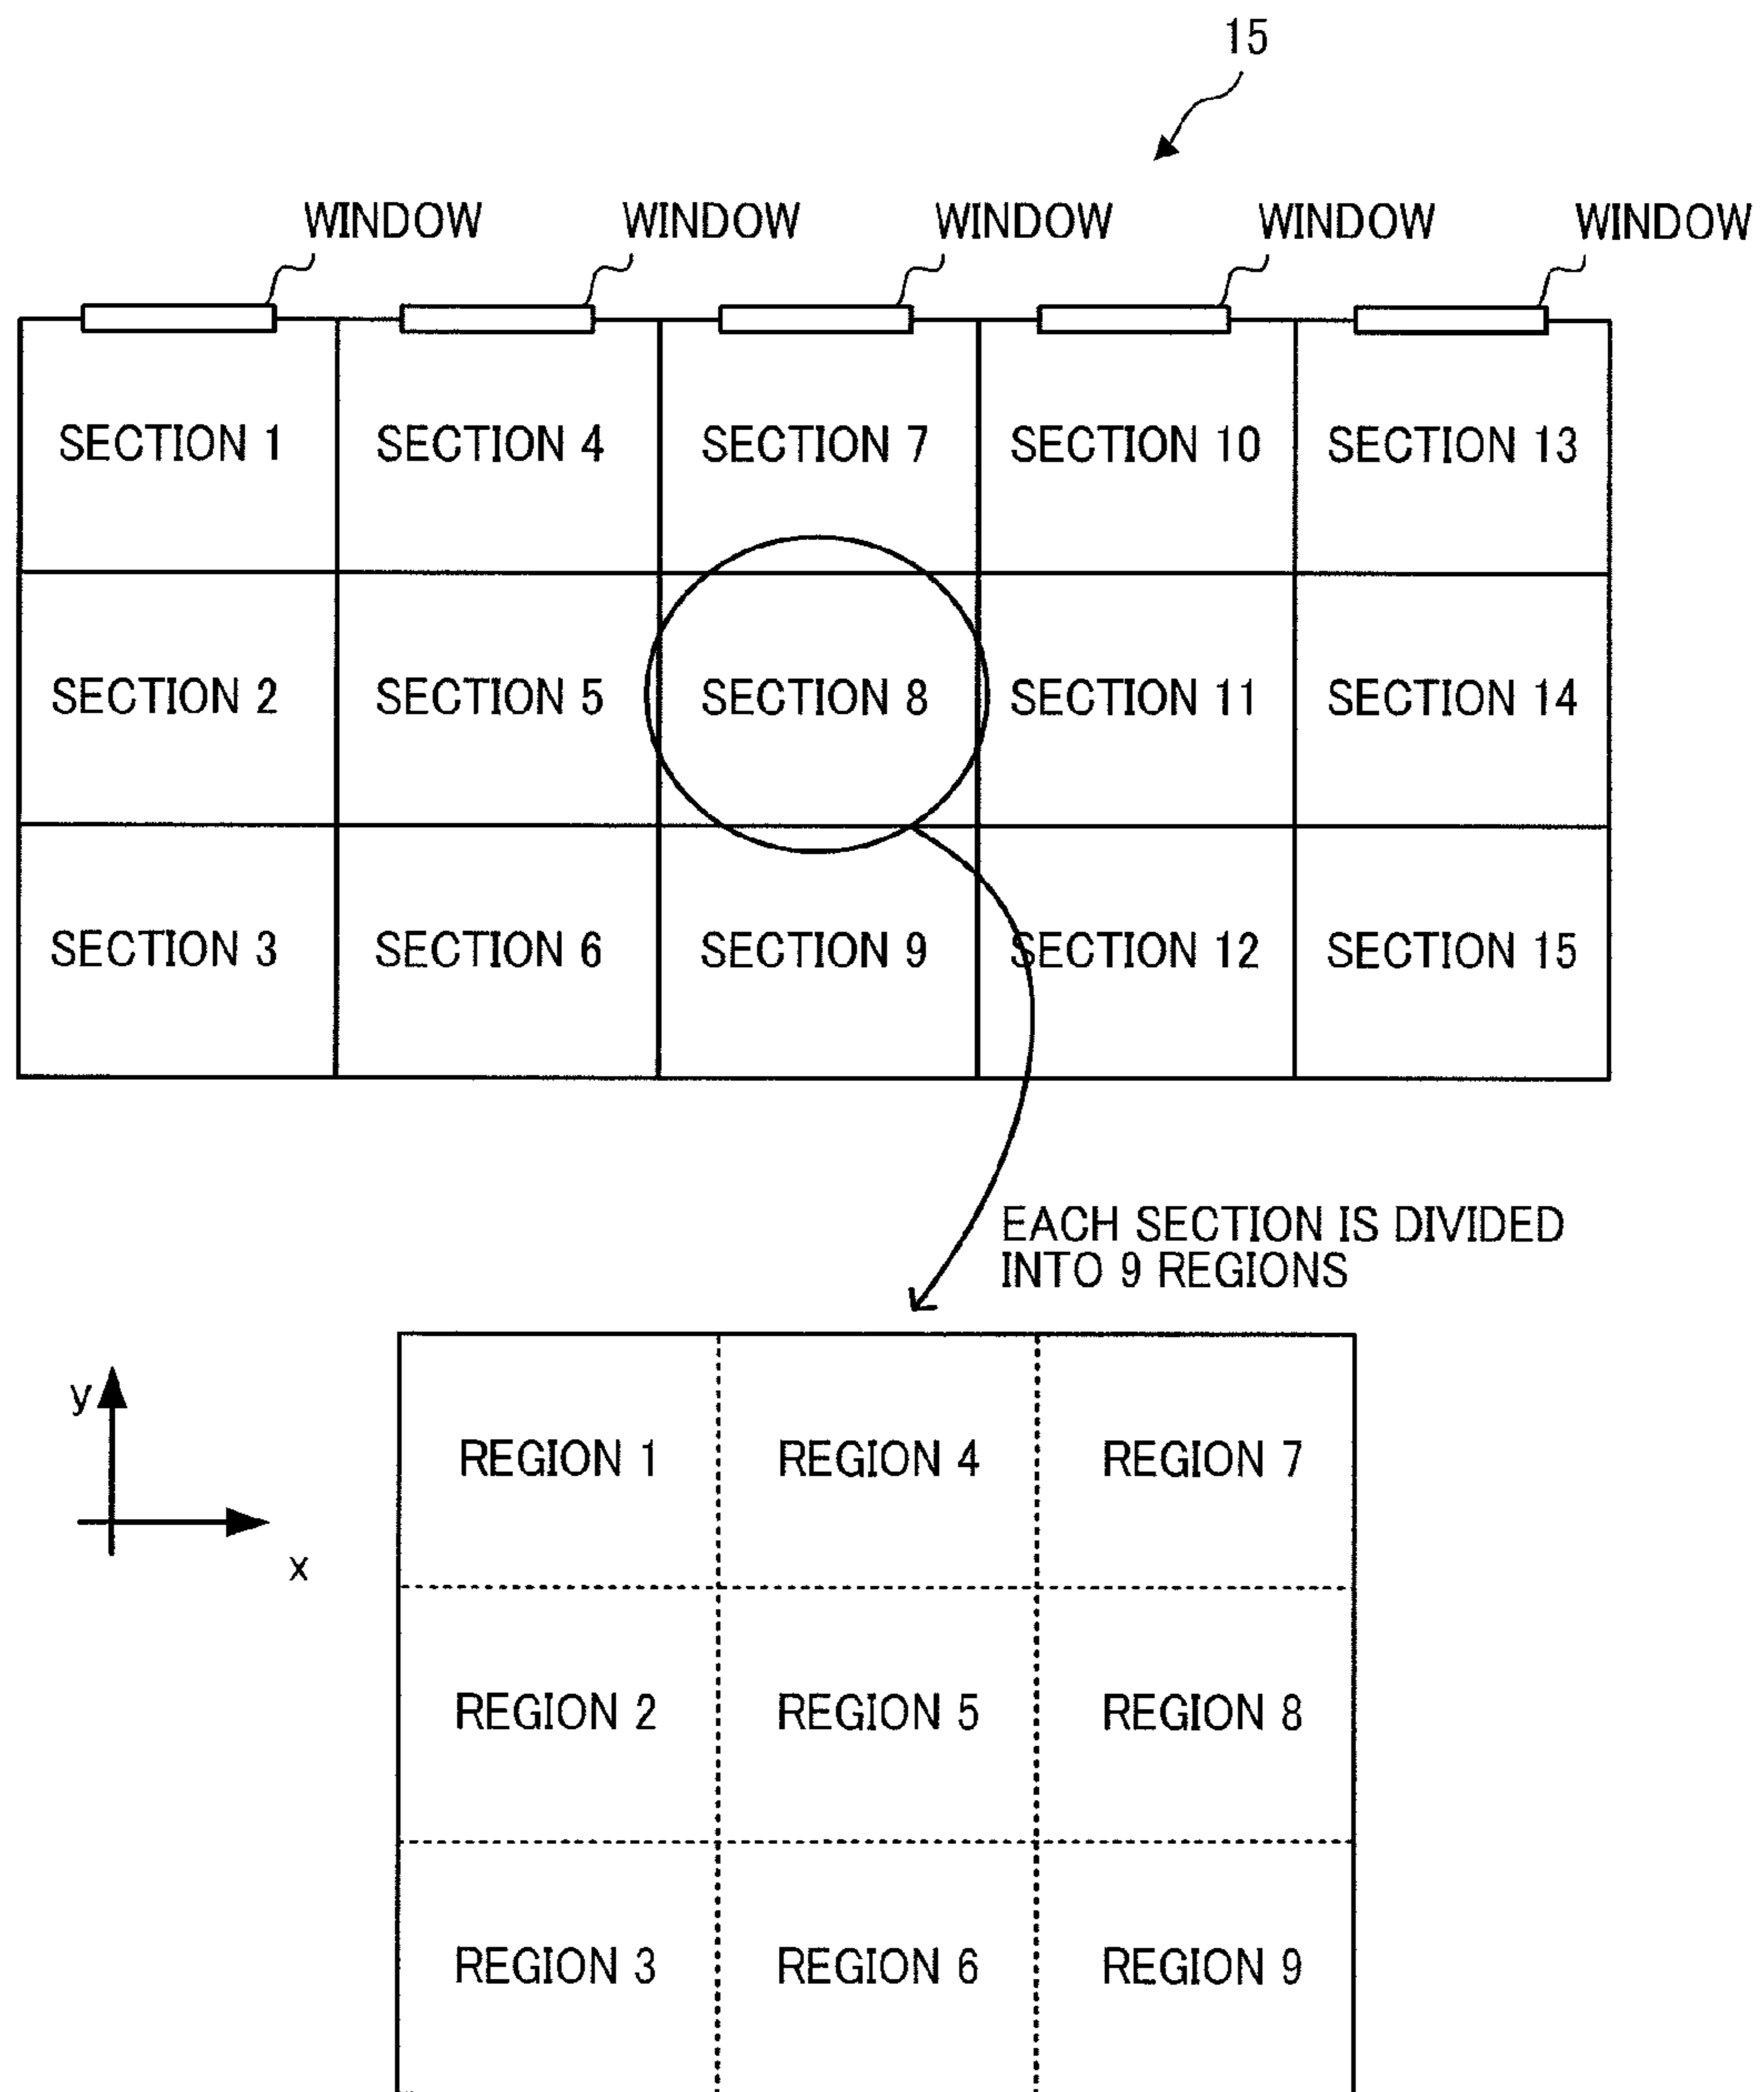 15
WINDOW WINDOW WINDOW WINDOW WINDOW
SECTION 1 SECTION 4 SECTION 7 SECTION 10 SECTION 13
SECTION 2 SECTION 5 SECTION 8 SECTION 11 SECTION 14
SECTION 3 SECTION 6 SECTION 9 SECTION 12 SECTION 15
EACH SECTION IS DIVIDED
INTO 9 REGIONS
y
x
REGION 1 REGION 4 REGION 7
REGION 2 REGION 5 REGION 8
REGION 3 REGION 6 REGION 9